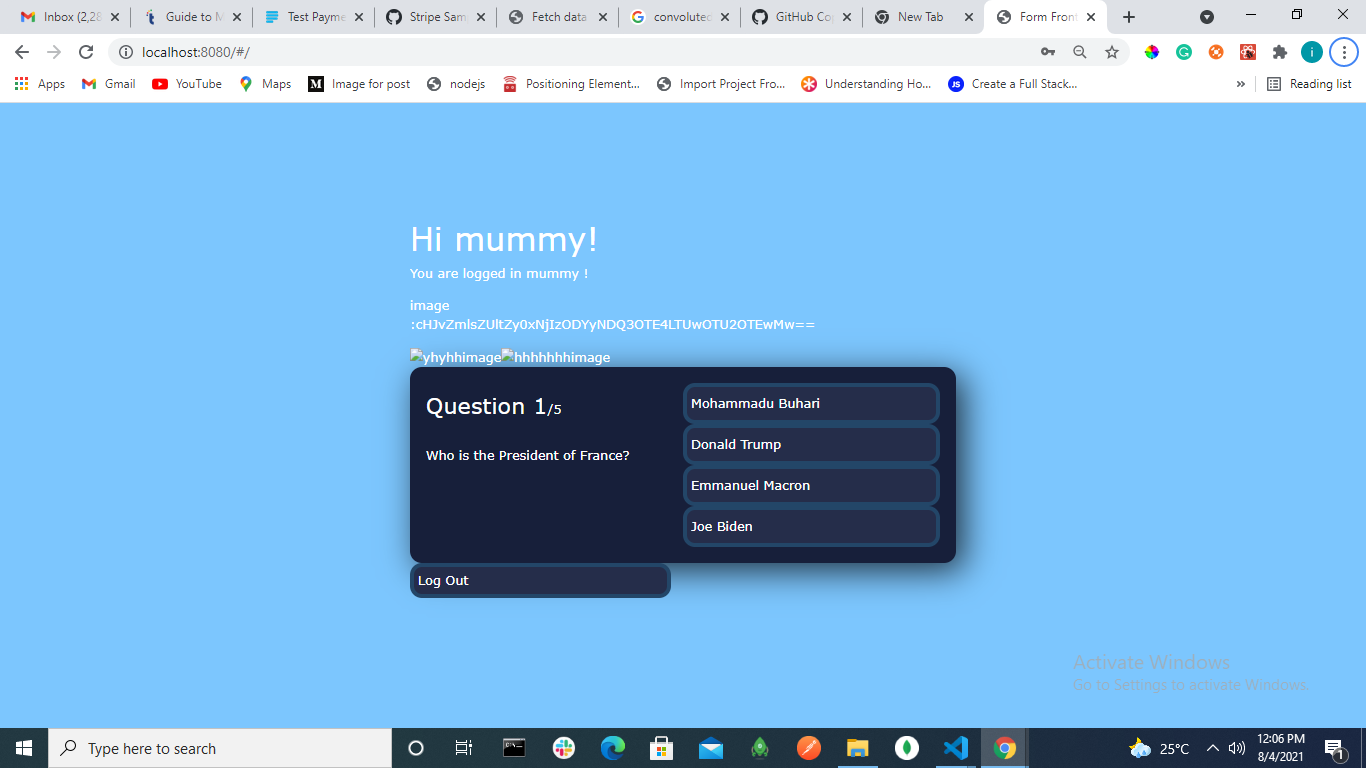 Inbox (2,28
Guide to M
Test Payme
Stripe Sam
Fetch data
convolutec
GitHub Co
New Tab
Form Front
localhost:8080/#/
Apps
Gmail
YouTube
Maps
Image for post
nodejs
Positioning Element...
Import Project Fro...
Understanding Ho...
Create a Full Stack...
»
Reading list
Hi mummy!
You are logged in mummy !
image
:cHJvZmlsZUltZy0xNjIzODYyNDQ3OTE4LTUwOTU2OTEwMw==
yhyhhimage
hhhhhhhimage
Question 1/5
Who is the President of France?
Mohammadu Buhari
Donald Trump
Emmanuel Macron
Joe Biden
Log Out
Activate Windows
Go to Settings to activate Windows.
Type here to search
25°C
12:06 PM
8/4/2021
1